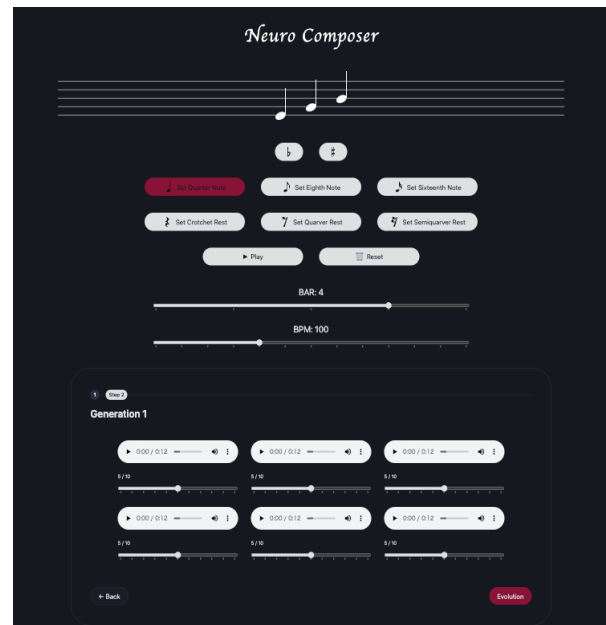 Neuro Composer
Set Quarter Note Set Eighth Note Set Sixteenth Note
Set Crotchet Rest Set Quarver Rest Set Semiquarver Rest
Play Reset
BAR: 4
BPM: 100
1 Step 2
Generation 1
0:00 / 0:12 0:00 / 0:12 0:00 / 0:12
5 / 10 5 / 10 5 / 10
0:00 / 0:12 0:00 / 0:12 0:00 / 0:12
5 / 10 5 / 10 5 / 10
← Back Evolution